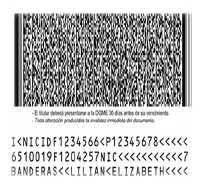 - El titular deberá presentarse a la DGME 30 días antes de su vencimiento.
- Toda alteración producirá la invalidez inmediata del documento.
I<NICIDF1234566<P12345678<<<<<
6510019F1204257NIC<<<<<<<<<<<7
BANDERAS<<LILIAN<ELIZABETH<<<<